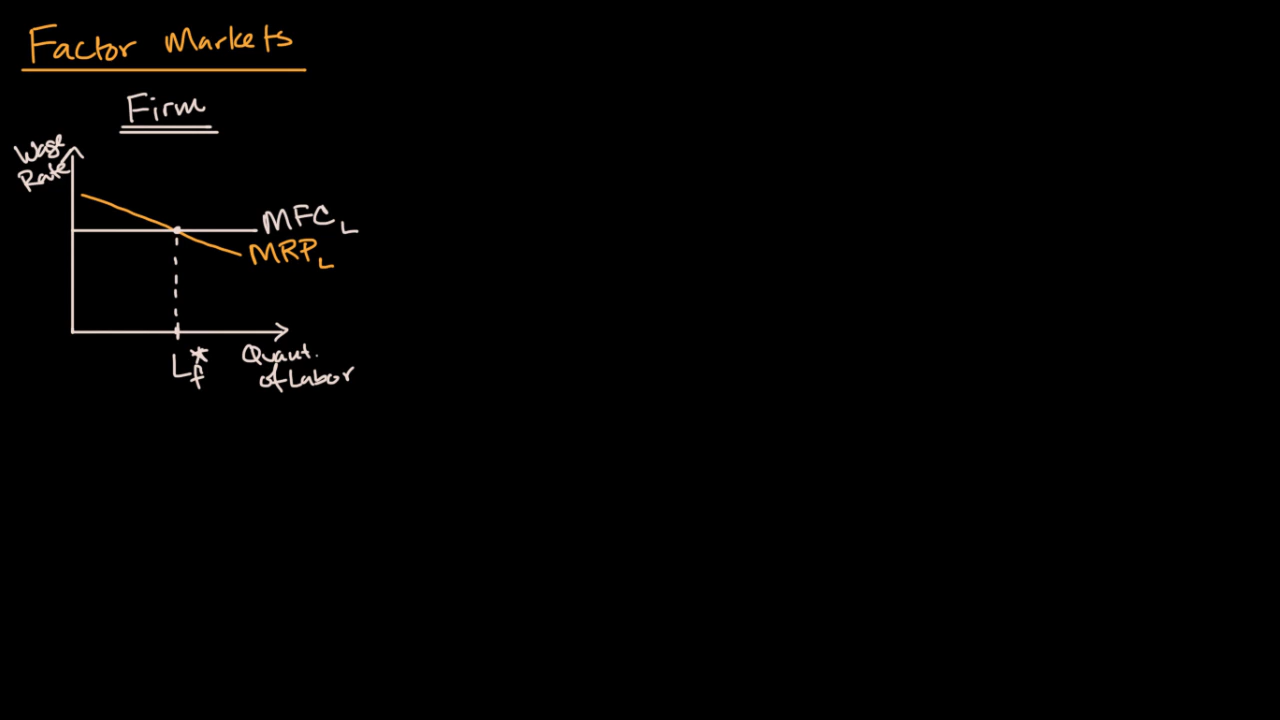 Factor Markets
Firm
Wage
Rate
MFC L
MRP L
L*f
Quant.
of Labor